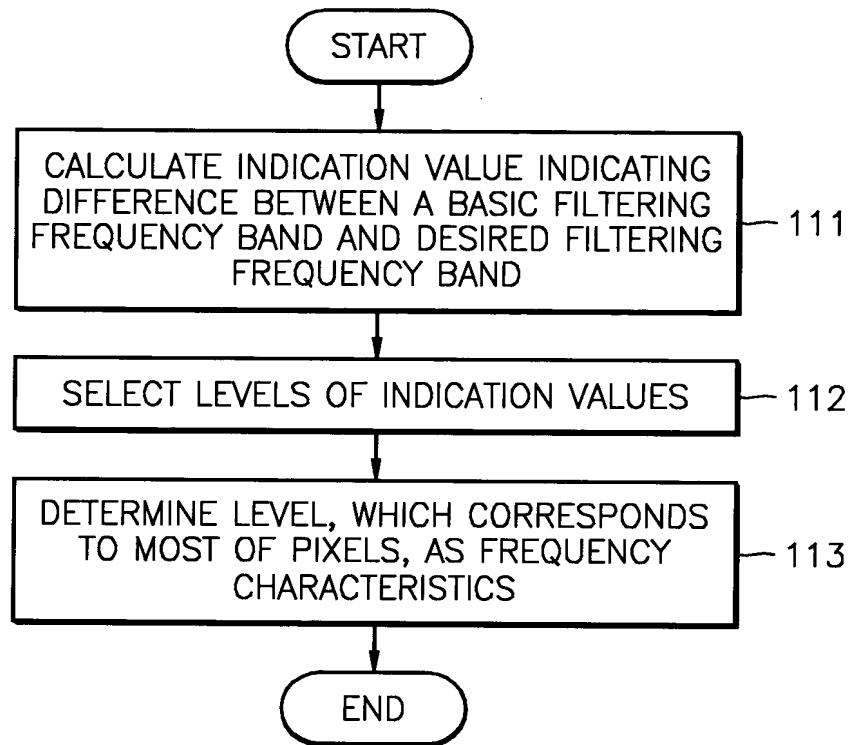 START
CALCULATE INDICATION VALUE INDICATING
DIFFERENCE BETWEEN A BASIC FILTERING
FREQUENCY BAND AND DESIRED FILTERING
FREQUENCY BAND
111
SELECT LEVELS OF INDICATION VALUES
112
DETERMINE LEVEL, WHICH CORRESPONDS
TO MOST OF PIXELS, AS FREQUENCY
CHARACTERISTICS
113
END